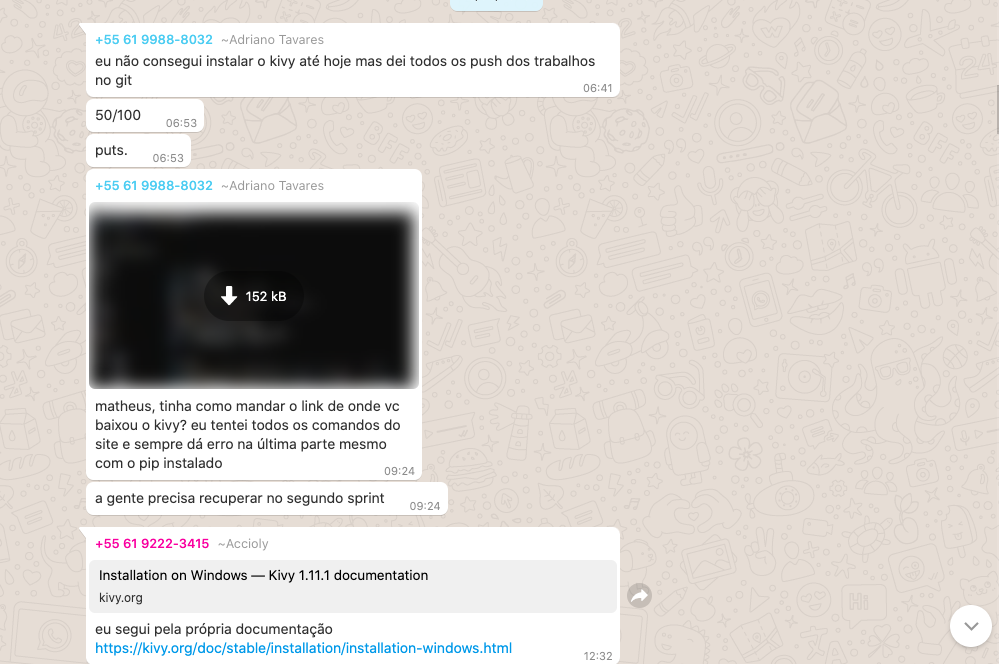 +55 61 9988-8032 ~Adriano Tavares
eu não consegui instalar o kivy até hoje mas dei todos os push dos trabalhos
no git
06:41
50/100
06:53
puts.
06:53
+55 61 9988-8032 ~Adriano Tavares
152 kB
matheus, tinha como mandar o link de onde vc
baixou o kivy? eu tentei todos os comandos do
site e sempre dá erro na última parte mesmo
com o pip instalado
09:24
a gente precisa recuperar no segundo sprint
09:24
+55 61 9222-3415 ~Accioly
Installation on Windows — Kivy 1.11.1 documentation
kivy.org
eu segui pela própria documentação
https://kivy.org/doc/stable/installation/installation-windows.html
12:32